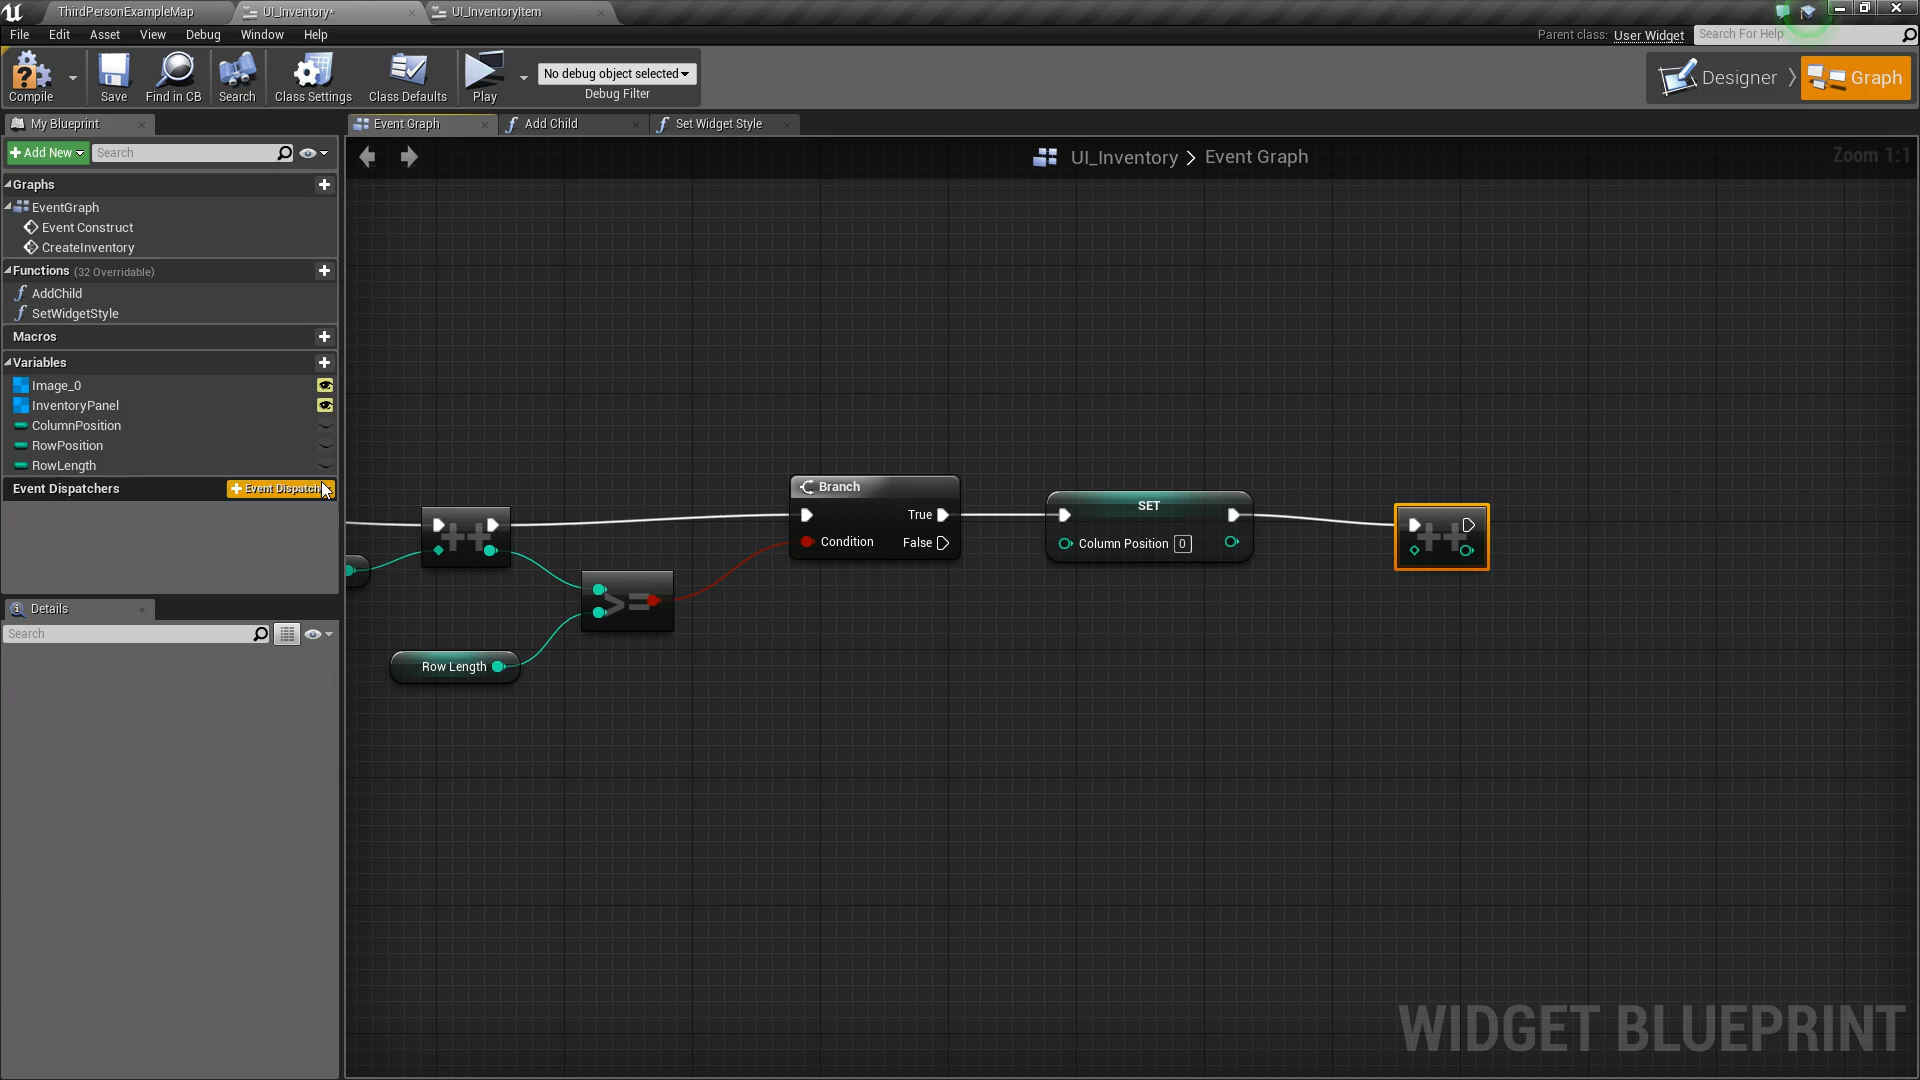 ThirdPersonExampleMap
UI_Inventory*
UI_InventoryItem
File Edit Asset View Debug Window Help
Parent class: User Widget
Search For Help
Compile
Save
Find in CB
Search
Class Settings
Class Defaults
Play
No debug object selected
Debug Filter
Designer
Graph
My Blueprint
Event Graph
Add Child
Set Widget Style
Add New
Search
UI_Inventory > Event Graph
Zoom 1:1
Graphs
EventGraph
Event Construct
CreateInventory
Functions (32 Overridable)
AddChild
SetWidgetStyle
Macros
Variables
Image_0
InventoryPanel
ColumnPosition
RowPosition
RowLength
Event Dispatchers
+ Event Dispatch
Details
Search
++
>=
Row Length
Branch
True
Condition
False
SET
Column Position 0
++
WIDGET BLUEPRINT